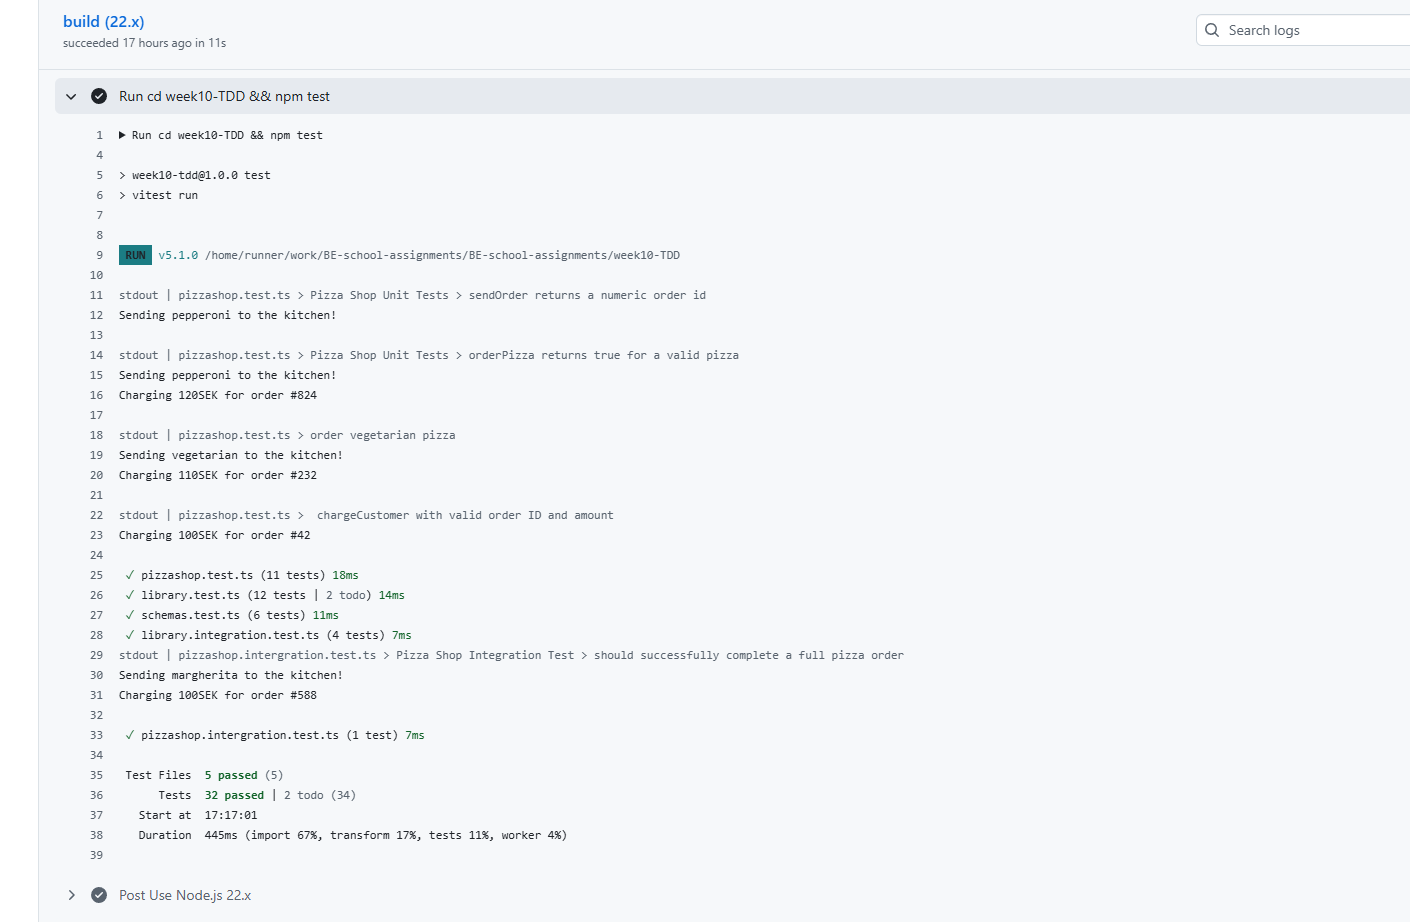 build (22.x)
succeeded 17 hours ago in 11s
Search logs
Run cd week10-TDD && npm test
1 Run cd week10-TDD && npm test
4
5 > week10-tdd@1.0.0 test
6 > vitest run
7
8
9 RUN v5.1.0 /home/runner/work/BE-school-assignments/BE-school-assignments/week10-TDD
10
11 stdout | pizzashop.test.ts > Pizza Shop Unit Tests > sendOrder returns a numeric order id
12 Sending pepperoni to the kitchen!
13
14 stdout | pizzashop.test.ts > Pizza Shop Unit Tests > orderPizza returns true for a valid pizza
15 Sending pepperoni to the kitchen!
16 Charging 120SEK for order #824
17
18 stdout | pizzashop.test.ts > order vegetarian pizza
19 Sending vegetarian to the kitchen!
20 Charging 110SEK for order #232
21
22 stdout | pizzashop.test.ts >  chargeCustomer with valid order ID and amount
23 Charging 100SEK for order #42
24
25 ✓ pizzashop.test.ts (11 tests) 18ms
26 ✓ library.test.ts (12 tests | 2 todo) 14ms
27 ✓ schemas.test.ts (6 tests) 11ms
28 ✓ library.integration.test.ts (4 tests) 7ms
29 stdout | pizzashop.intergration.test.ts > Pizza Shop Integration Test > should successfully complete a full pizza order
30 Sending margherita to the kitchen!
31 Charging 100SEK for order #588
32
33 ✓ pizzashop.intergration.test.ts (1 test) 7ms
34
35 Test Files 5 passed (5)
36 Tests 32 passed | 2 todo (34)
37 Start at 17:17:01
38 Duration 445ms (import 67%, transform 17%, tests 11%, worker 4%)
39
Post Use Node.js 22.x